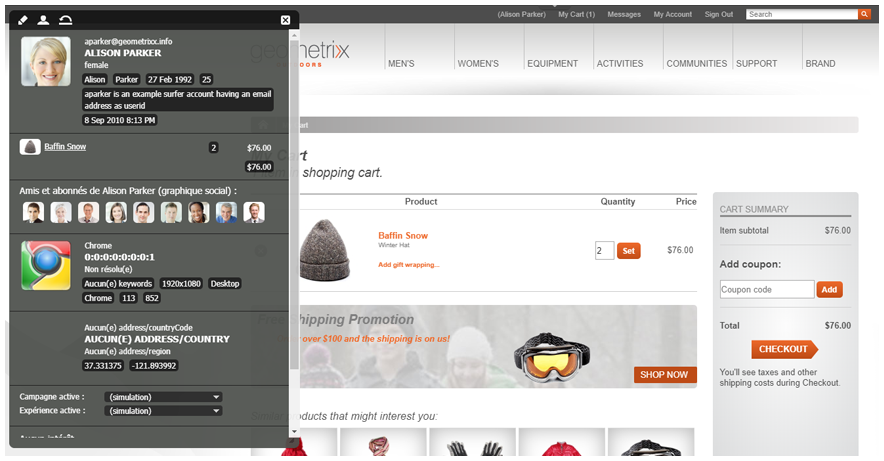 (Alison Parker) My Cart (1) Messages My Account Sign Out Search
aparker@geometrixx.info
ALISON PARKER
female
Alison Parker 27 Feb 1992 25
aparker is an example surfer account having an email
address as userid
8 Sep 2010 8:13 PM
Baffin Snow 2 $76.00
$76.00
Amis et abonnés de Alison Parker (graphique social) :
Chrome
0:0:0:0:0:0:0:1
Non résolu(e)
Aucun(e) keywords 1920x1080 Desktop
Chrome 113 852
Aucun(e) address/countryCode
AUCUN(E) ADDRESS/COUNTRY
Aucun(e) address/region
37.331375 -121.893992
Campagne active : (simulation)
Expérience active : (simulation)
Aucun intérêt
geometrixx
MEN'S WOMEN'S EQUIPMENT ACTIVITIES COMMUNITIES SUPPORT BRAND
Cart
shopping cart.
Product Quantity Price
Baffin Snow
Winter Hat
Add gift wrapping...
2 Set $76.00
Free Shipping Promotion
over $100 and the shipping is on us!
SHOP NOW
products that might interest you:
CART SUMMARY
Item subtotal $76.00
Add coupon:
Coupon code Add
Total $76.00
CHECKOUT
You'll see taxes and other
shipping costs during Checkout.